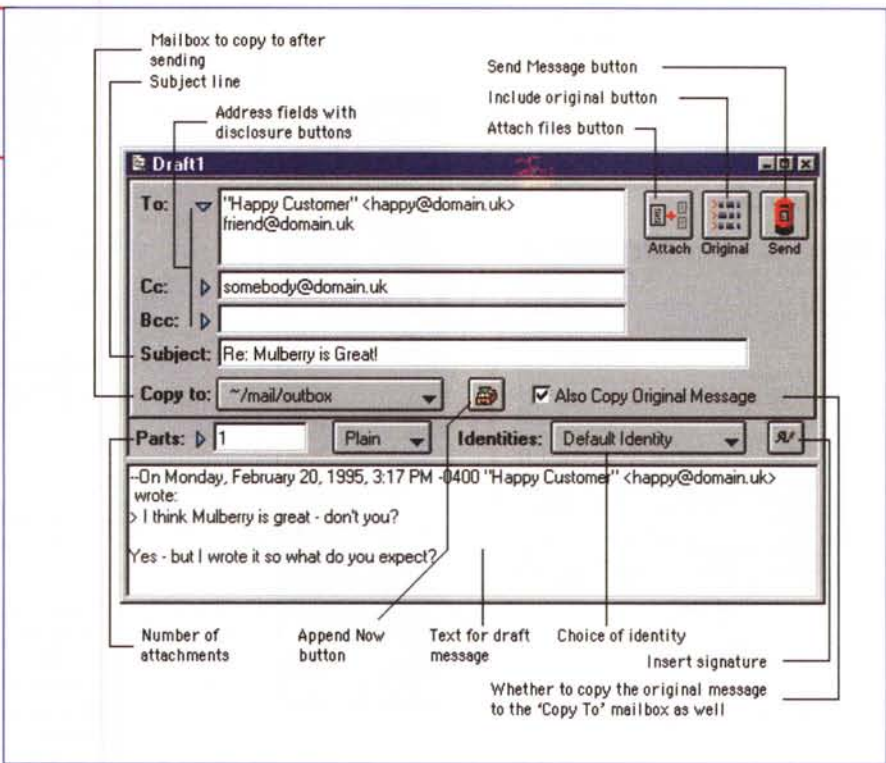 Mailbox to copy to after
sending
Subject line
Address fields with
disclosure buttons
Send Message button
Include original button
Attach files button
Draft1
To: "Happy Customer" <happy@domain.uk>
friend@domain.uk
Attach Original Send
Cc: somebody@domain.uk
Bcc:
Subject: Re: Mulberry is Great!
Copy to: ~/mail/outbox Also Copy Original Message
Parts: 1 Plain Identities: Default Identity
--On Monday, February 20, 1995, 3:17 PM -0400 "Happy Customer" <happy@domain.uk>
wrote:
> I think Mulberry is great - don't you?
Yes - but I wrote it so what do you expect?
Number of
attachments
Append Now
button
Text for draft
message
Choice of identity
Insert signature
Whether to copy the original message
to the 'Copy To' mailbox as well